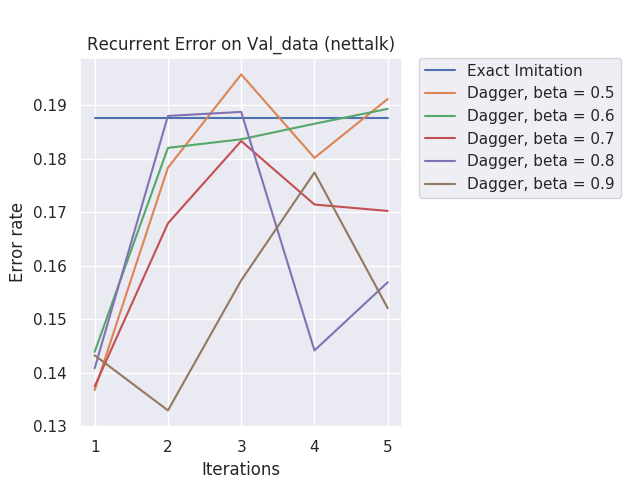 Recurrent Error on Val_data (nettalk)
Exact Imitation
Dagger, beta = 0.5
Dagger, beta = 0.6
Dagger, beta = 0.7
Dagger, beta = 0.8
Dagger, beta = 0.9
Error rate
0.19
0.18
0.17
0.16
0.15
0.14
0.13
1 2 3 4 5
Iterations